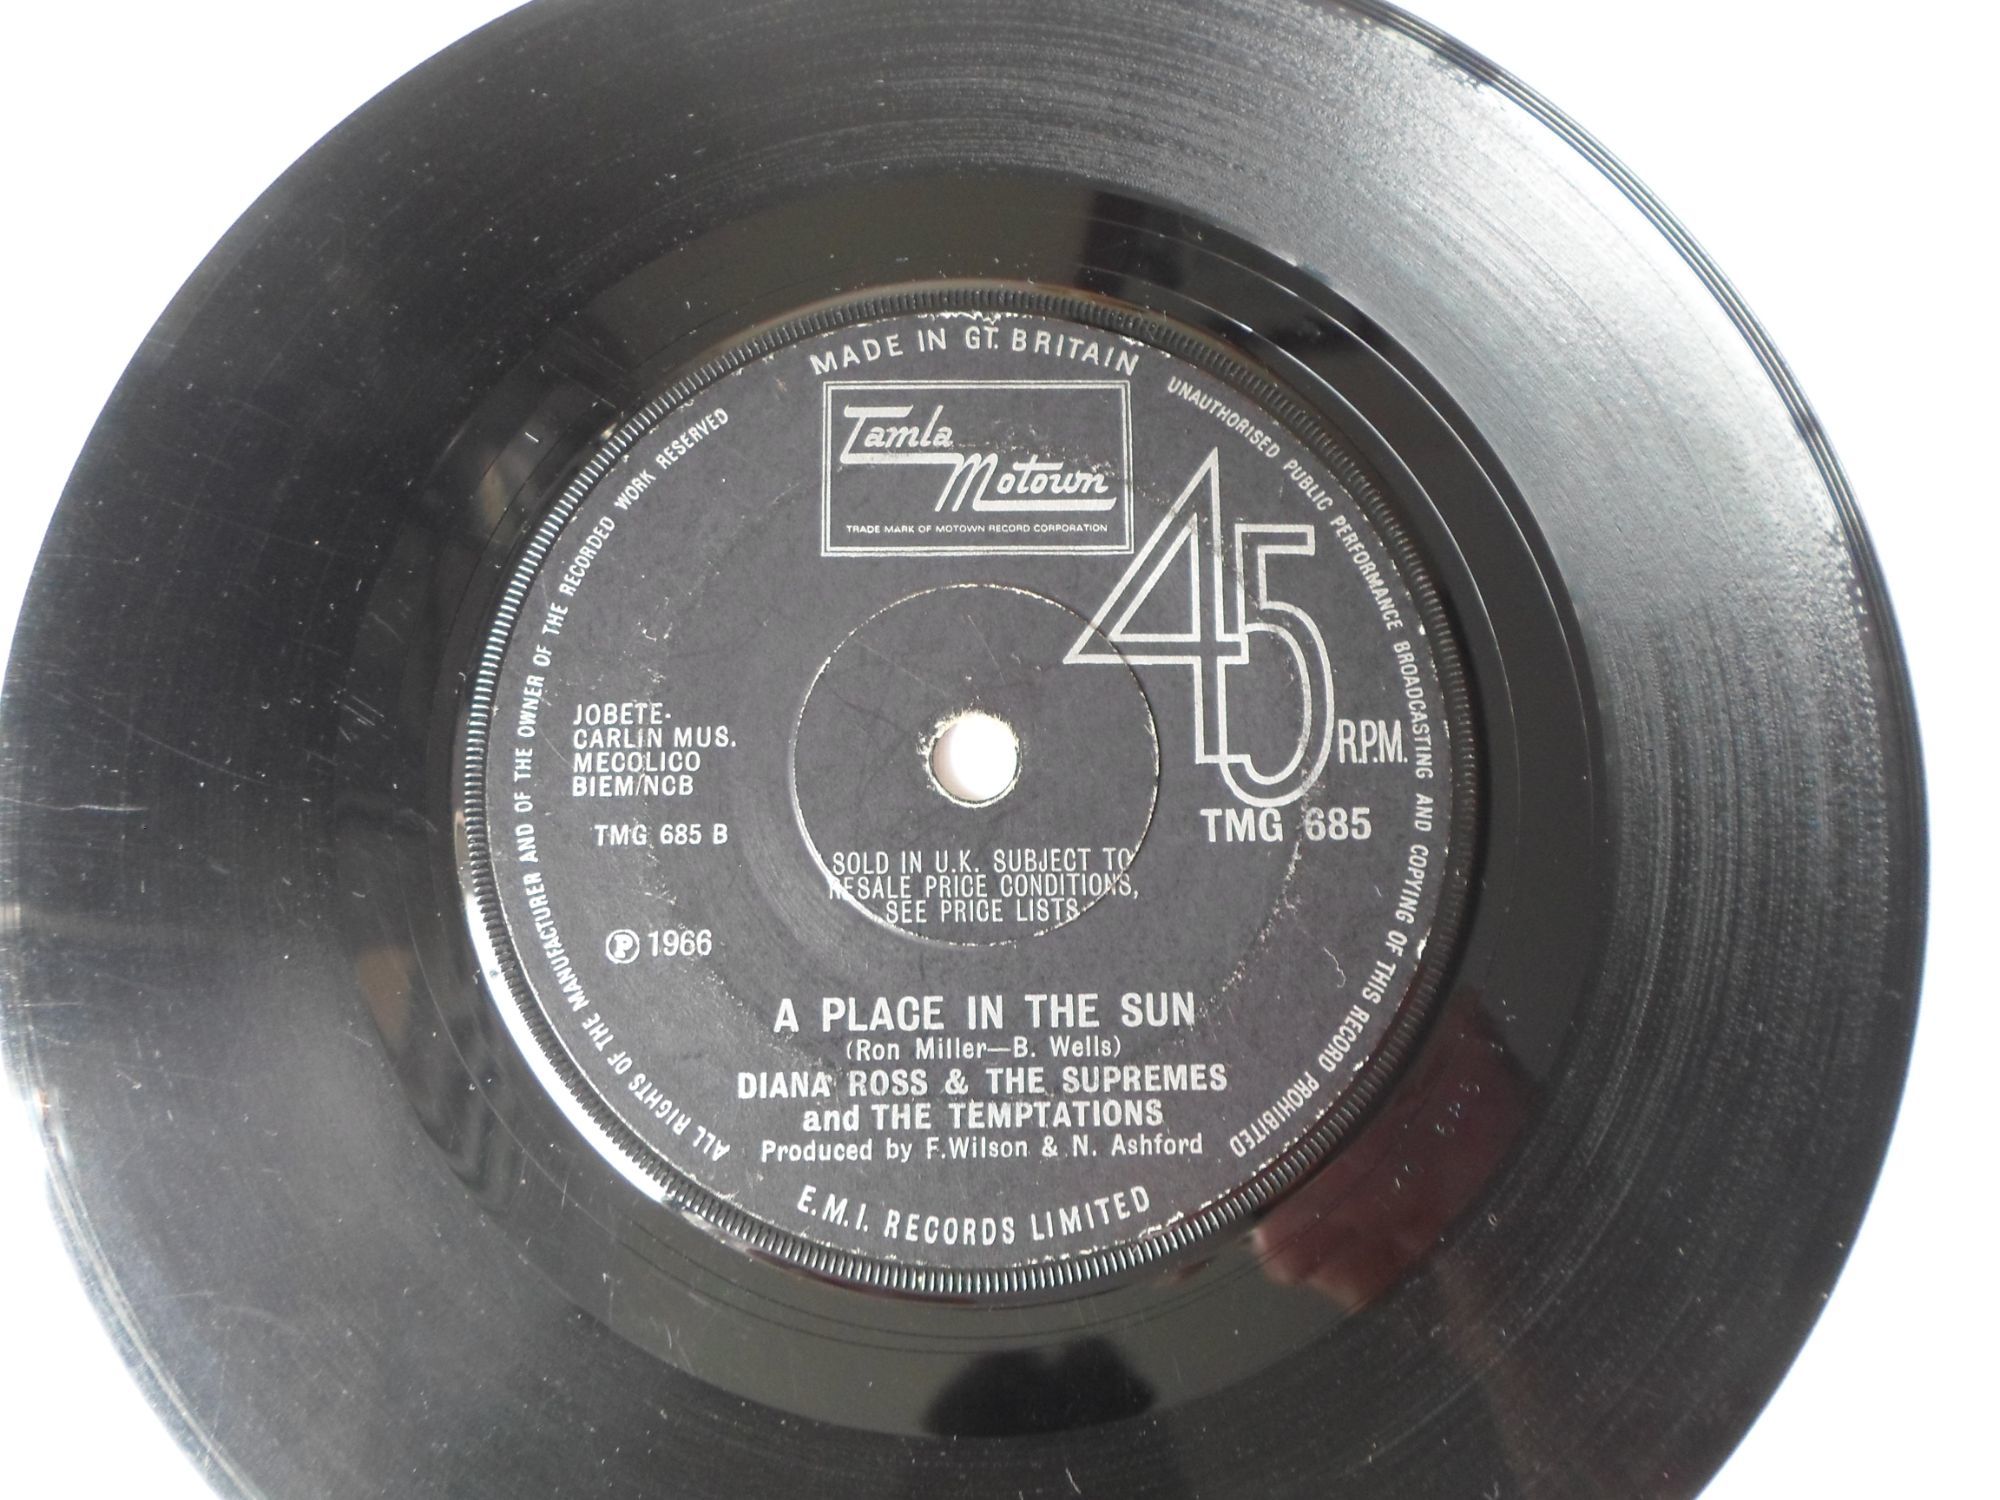 MADE IN GT. BRITAIN
UNAUTHORISED PUBLIC PERFORMANCE BROADCASTING AND COPYING OF THIS RECORD PROHIBITED
ALL RIGHTS OF THE MANUFACTURER AND OF THE OWNER OF THE RECORDED WORK RESERVED
Tamla
Motown
TRADE MARK OF MOTOWN RECORD CORPORATION
45
R.P.M.
TMG 685
JOBETE-
CARLIN MUS.
MECOLICO
BIEM/NCB
TMG 685 B
SOLD IN U.K. SUBJECT TO
RESALE PRICE CONDITIONS,
SEE PRICE LISTS
Ⓟ 1966
A PLACE IN THE SUN
(Ron Miller—B. Wells)
DIANA ROSS & THE SUPREMES
and THE TEMPTATIONS
Produced by F.Wilson & N. Ashford
E.M.I. RECORDS LIMITED